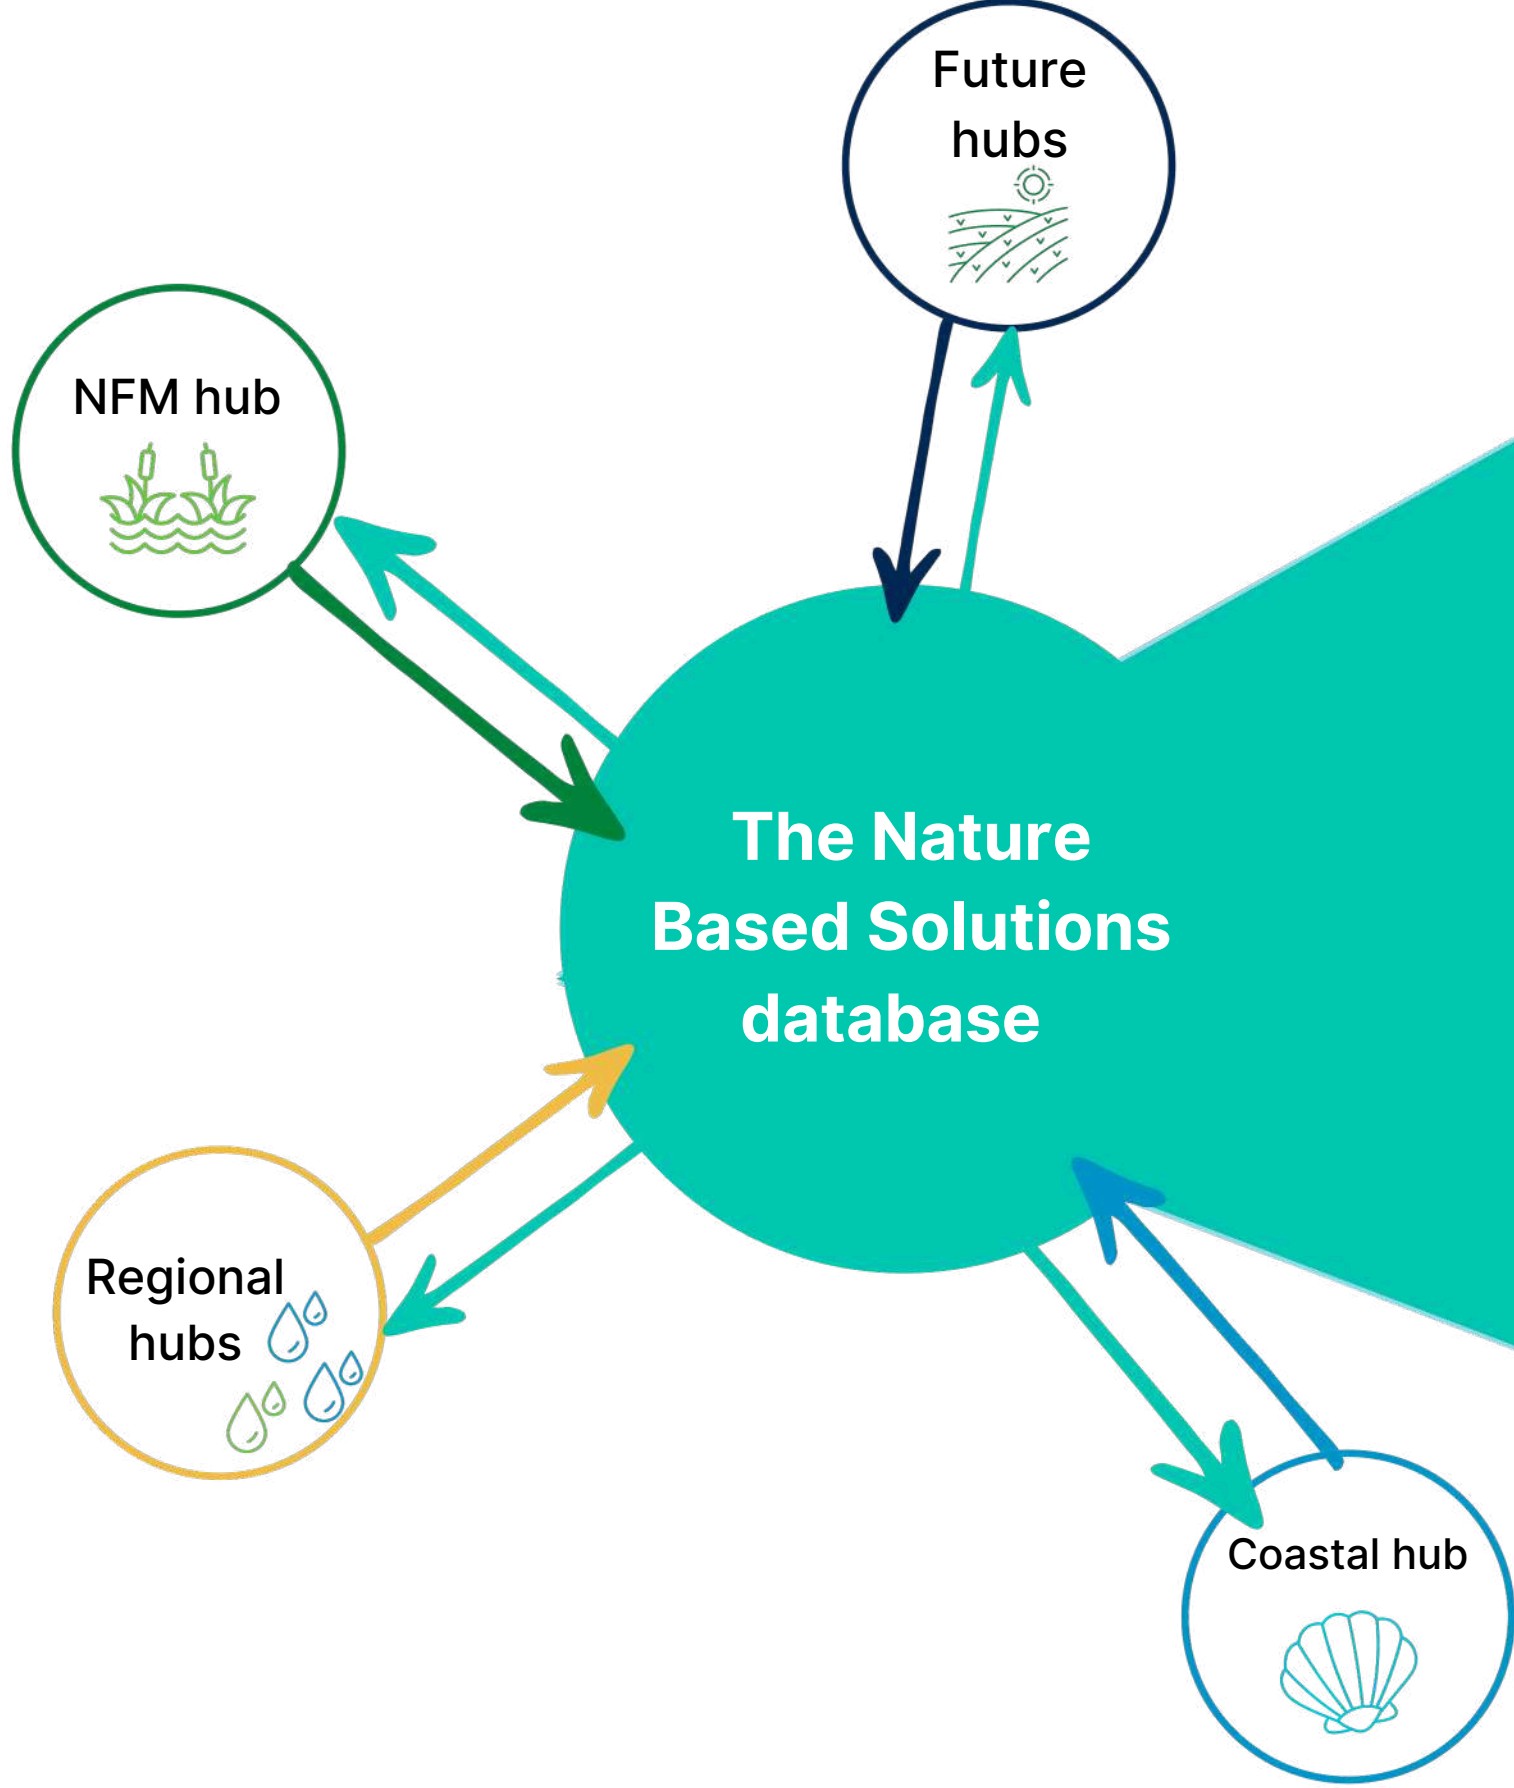 Future
hubs
NFM hub
The Nature
Based Solutions
database
Regional
hubs
Coastal hub